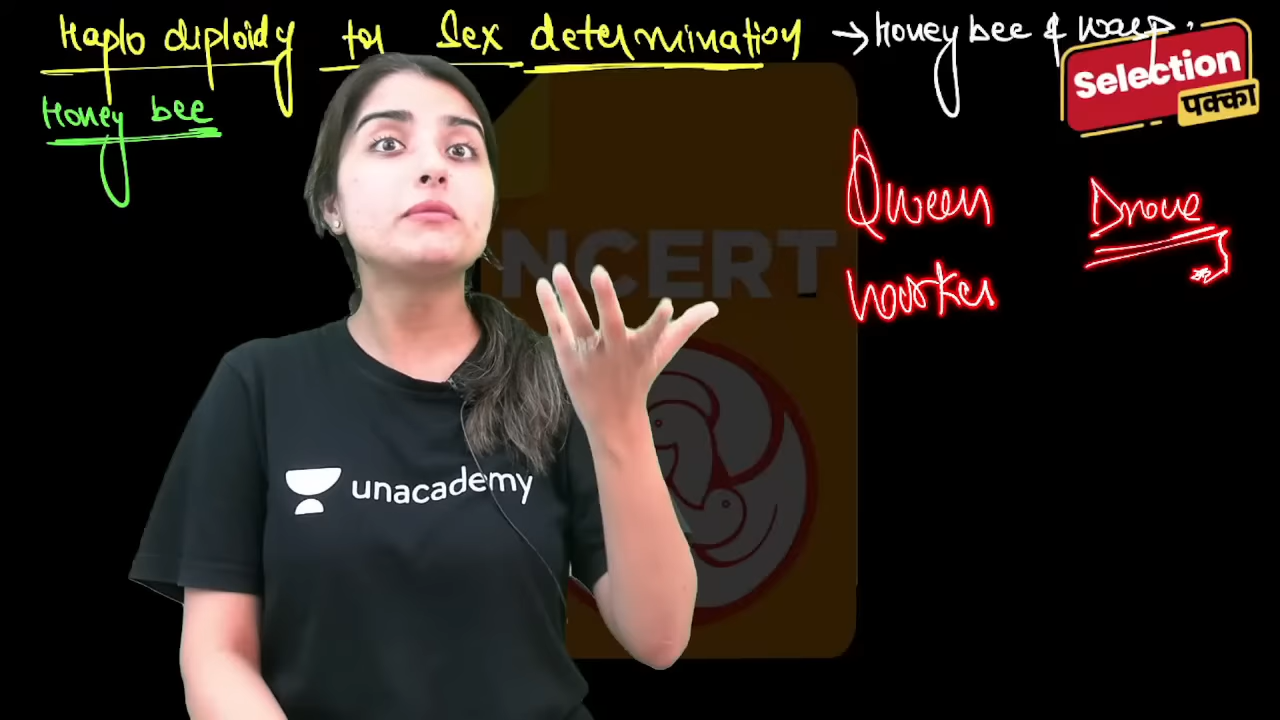 Haplo diploidy for Sex determination → Honey bee & wasp.
Honey bee
Selection
पक्का
Queen
Drone
worker
NCERT
unacademy